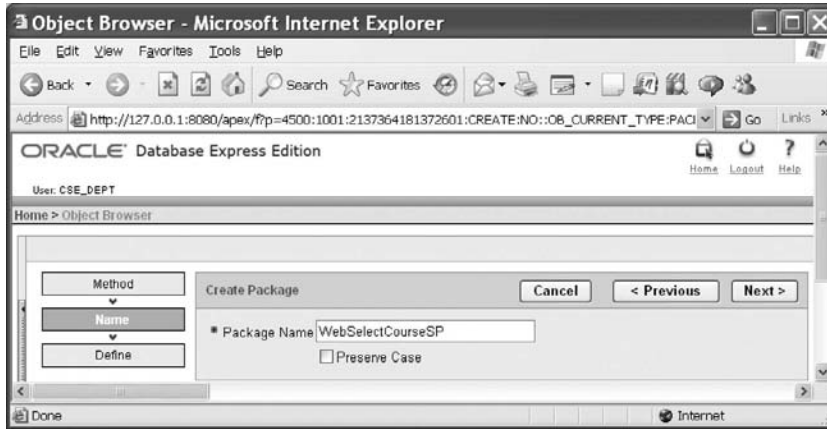 Object Browser - Microsoft Internet Explorer
File Edit View Favorites Tools Help
Back Search Favorites
Address http://127.0.0.1:8080/apex/f?p=4500:1001:2137364181372601:CREATE:NO::OB_CURRENT_TYPE:PACI Go Links »
ORACLE Database Express Edition
Home Logout Help
User: CSE_DEPT
Home > Object Browser
Method
Name
Define
Create Package Cancel < Previous Next >
* Package Name WebSelectCourseSP
Preserve Case
Done Internet